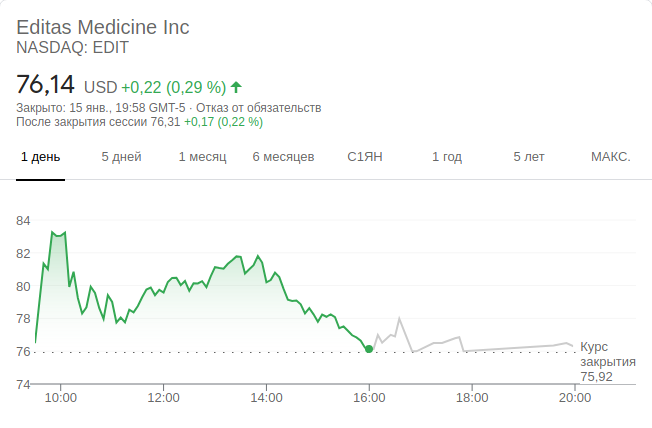 Editas Medicine Inc
NASDAQ: EDIT
76,14 USD +0,22 (0,29 %)
Закрыто: 15 янв., 19:58 GMT-5 · Отказ от обязательств
После закрытия сессии 76,31 +0,17 (0,22 %)
1 день 5 дней 1 месяц 6 месяцев С1ЯН 1 год 5 лет МАКС.
84
82
80
78
76
Курс
закрытия
75,92
74
10:00 12:00 14:00 16:00 18:00 20:00